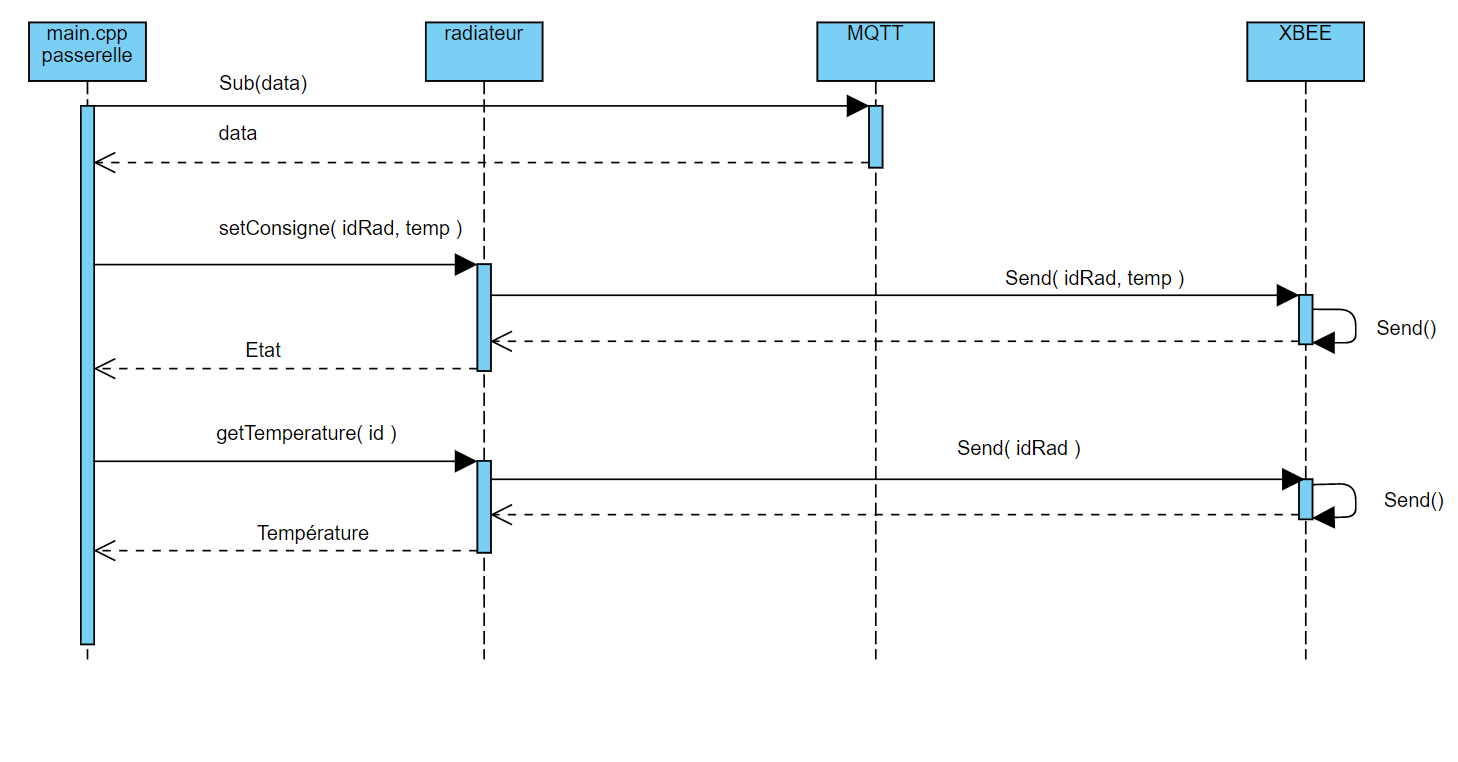 main.cpp
passerelle
radiateur
MQTT
XBEE
Sub(data)
data
setConsigne( idRad, temp )
Send( idRad, temp )
Send()
Etat
getTemperature( id )
Send( idRad )
Send()
Température